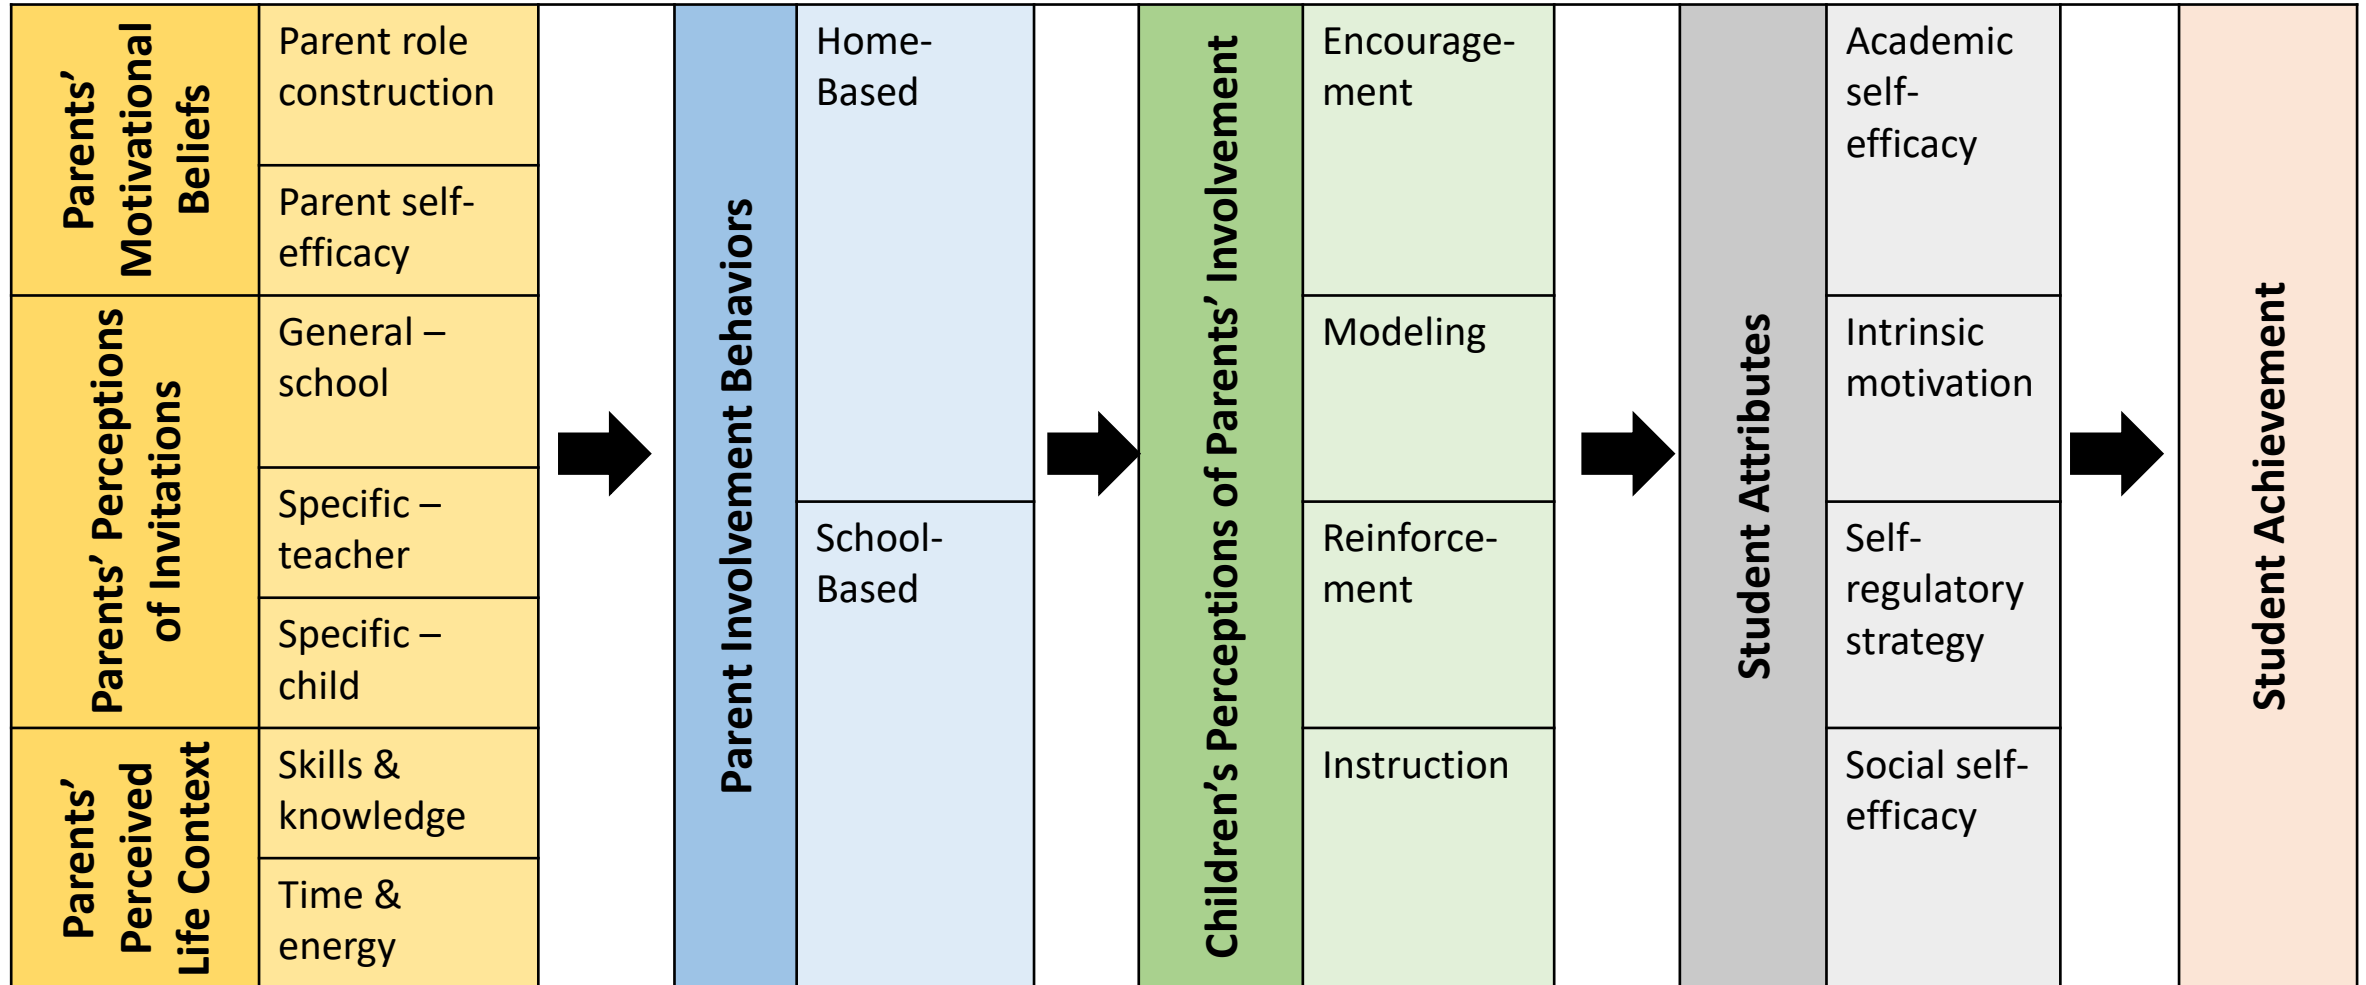 Parents’
Motivational
Beliefs
Parent role
construction
Parent self-
efficacy
Parents’ Perceptions
of Invitations
General –
school
Specific –
teacher
Specific –
child
Parents’
Perceived
Life Context
Skills &
knowledge
Time &
energy
Parent Involvement Behaviors
Home-
Based
School-
Based
Children’s Perceptions of Parents’ Involvement
Encourage-
ment
Modeling
Reinforce-
ment
Instruction
Student Attributes
Academic
self-
efficacy
Intrinsic
motivation
Self-
regulatory
strategy
Social self-
efficacy
Student Achievement